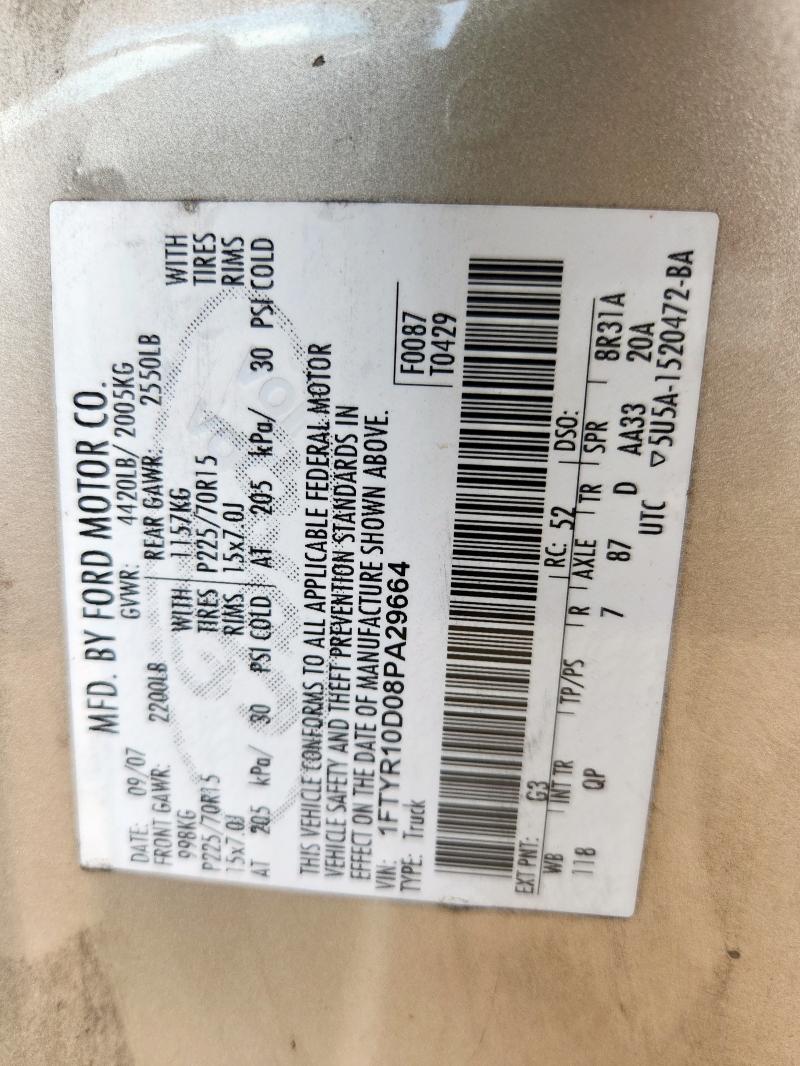 MFD. BY FORD MOTOR CO.
DATE: 09/07 GVWR: 4420LB/ 2005KG
FRONT GAWR: 2200LB REAR GAWR: 2550LB
998KG WITH 1157KG WITH
P225/70R15 TIRES P225/70R15 TIRES
15x7.0J RIMS 15x7.0J RIMS
AT 205 kPa/ 30 PSI COLD AT 205 kPa/ 30 PSI COLD
THIS VEHICLE CONFORMS TO ALL APPLICABLE FEDERAL MOTOR
VEHICLE SAFETY AND THEFT PREVENTION STANDARDS IN
EFFECT ON THE DATE OF MANUFACTURE SHOWN ABOVE.
VIN: 1FTYR10D08PA29664 F0087
TYPE: Truck T0429
EXT PNT: G3 RC: 52 DSO:
WB INT TR TP/PS R AXLE TR SPR 8R31A
118 QP 7 87 D AA33 20A
UTC ▽5U5A-1520472-BA